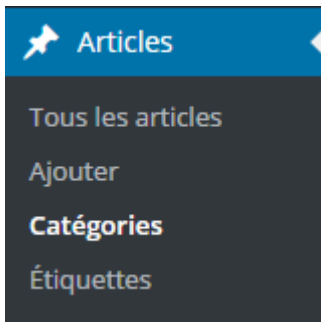 Articles
Tous les articles
Ajouter
Catégories
Étiquettes